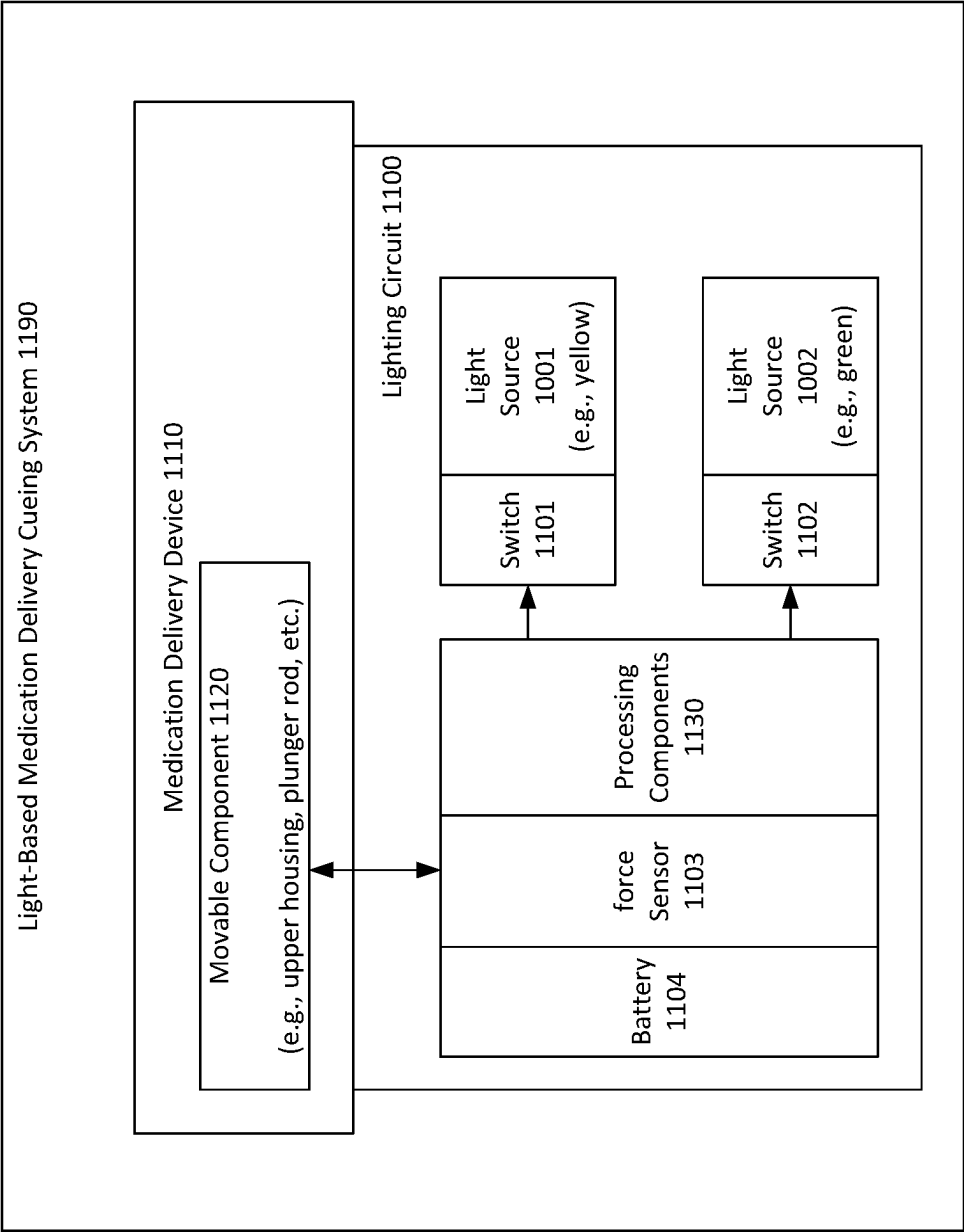 Light-Based Medication Delivery Cueing System 1190
Medication Delivery Device 1110
Movable Component 1120
(e.g., upper housing, plunger rod, etc.)
Lighting Circuit 1100
Battery
1104
force
Sensor
1103
Processing
Components
1130
Switch
1101
Light
Source
1001
(e.g., yellow)
Switch
1102
Light
Source
1002
(e.g., green)